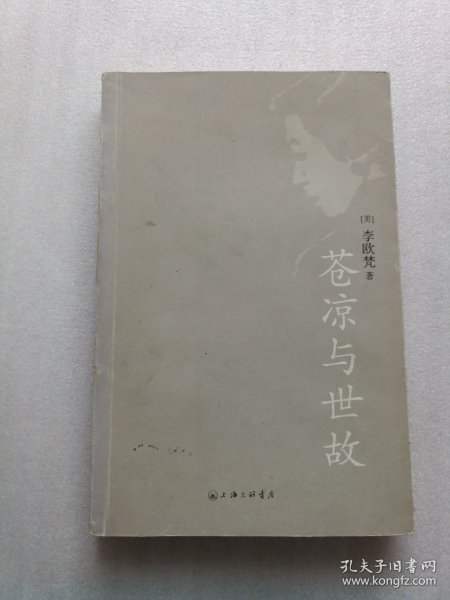 [美]
李欧梵
著
苍凉与世故
上海三联书店
孔夫子旧书网
www.kongfz.com